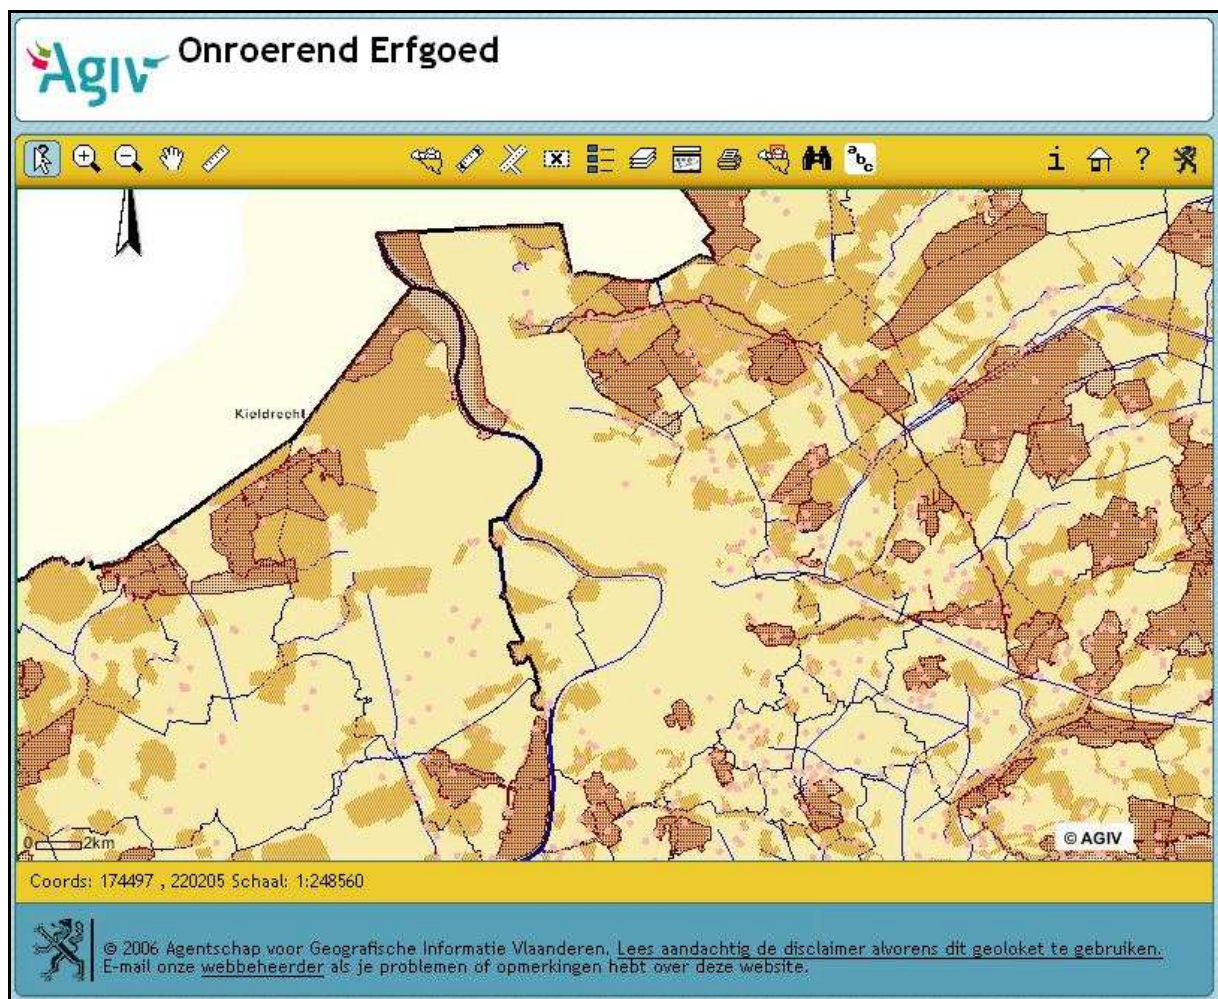 Agiv
Onroerend Erfgoed
a b c
i ?
Kieldrecht
0 2km
© AGIV
Coords: 174497 , 220205 Schaal: 1:248560
© 2006 Agentschap voor Geografische Informatie Vlaanderen. Lees aandachtig de disclaimer alvorens dit geoloket te gebruiken.
E-mail onze webbeheerder als je problemen of opmerkingen hebt over deze website.